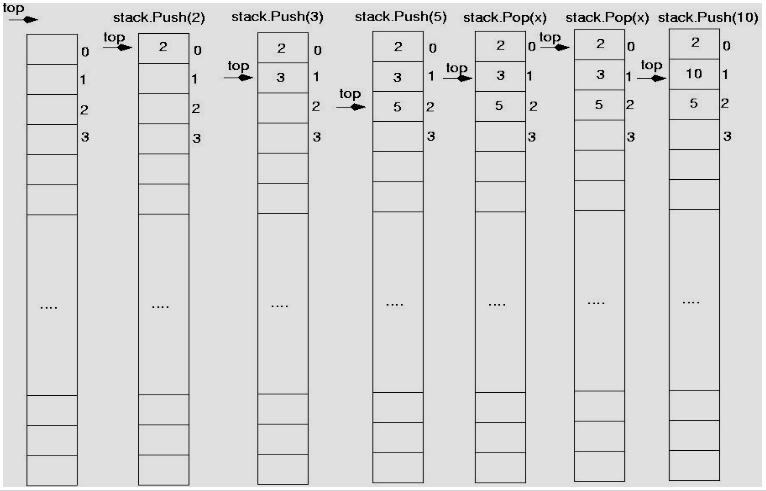 top
stack.Push(2) stack.Push(3) stack.Push(5) stack.Pop(x) stack.Pop(x) stack.Push(10)
0 top 2 0 2 0 2 0 2 0 top 2 0 2 0
1 1 top 3 1 3 1 top 3 1 3 1 top 10 1
2 2 2 top 5 2 5 2 5 2 5 2
3 3 3 3 3 3 3
.... .... .... .... .... .... ....